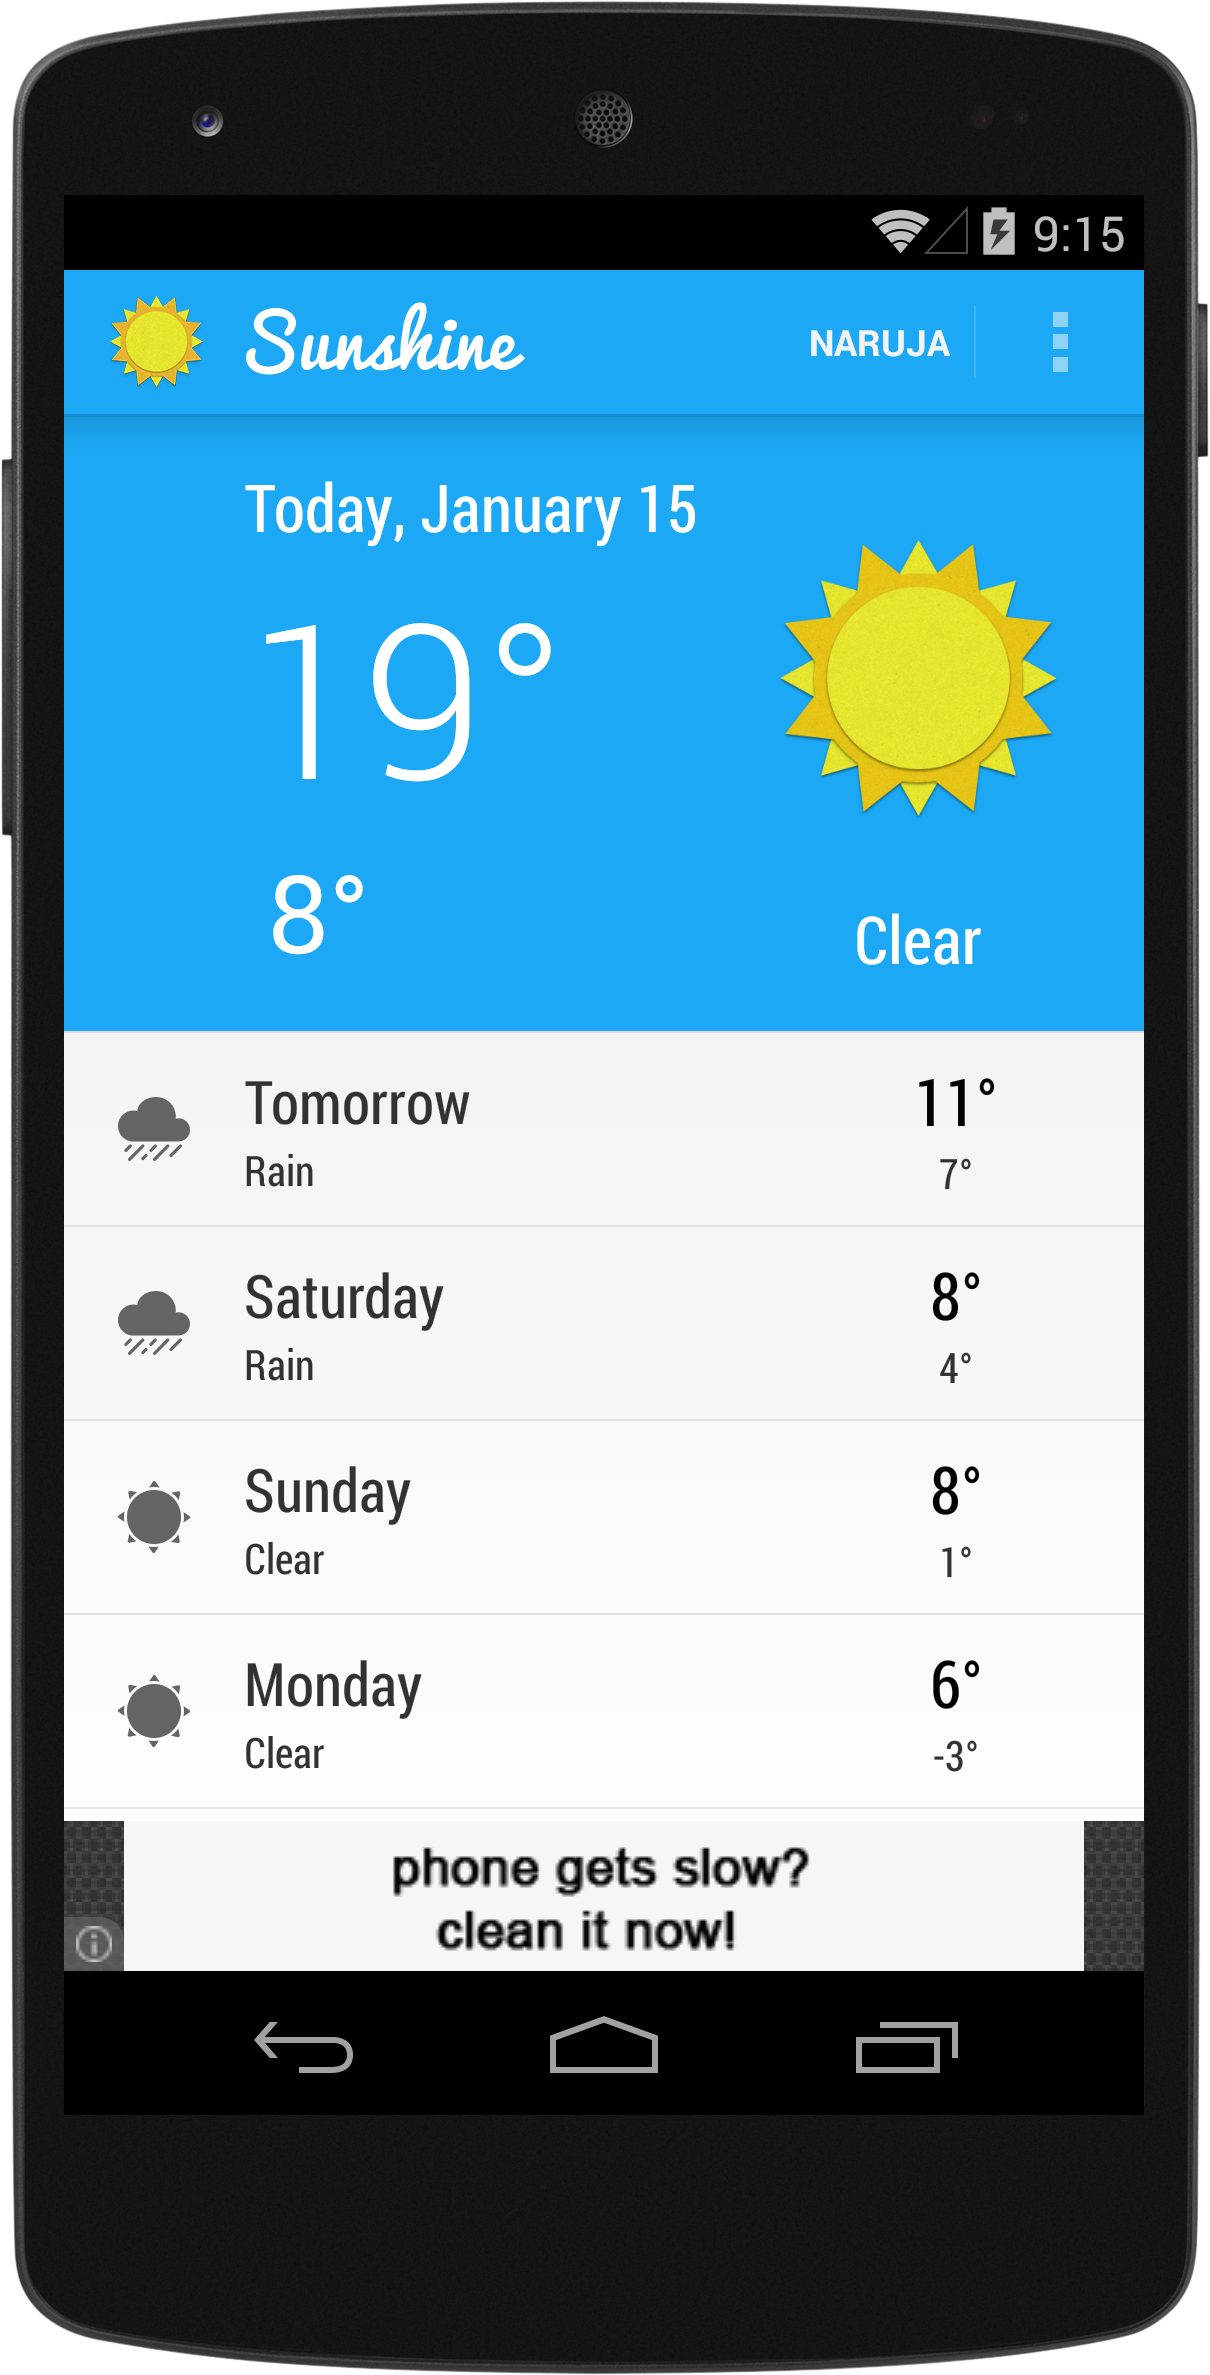 9:15
Sunshine NARUJA
Today, January 15
19°
8°
Clear
Tomorrow 11°
Rain 7°
Saturday 8°
Rain 4°
Sunday 8°
Clear 1°
Monday 6°
Clear -3°
phone gets slow?
clean it now!